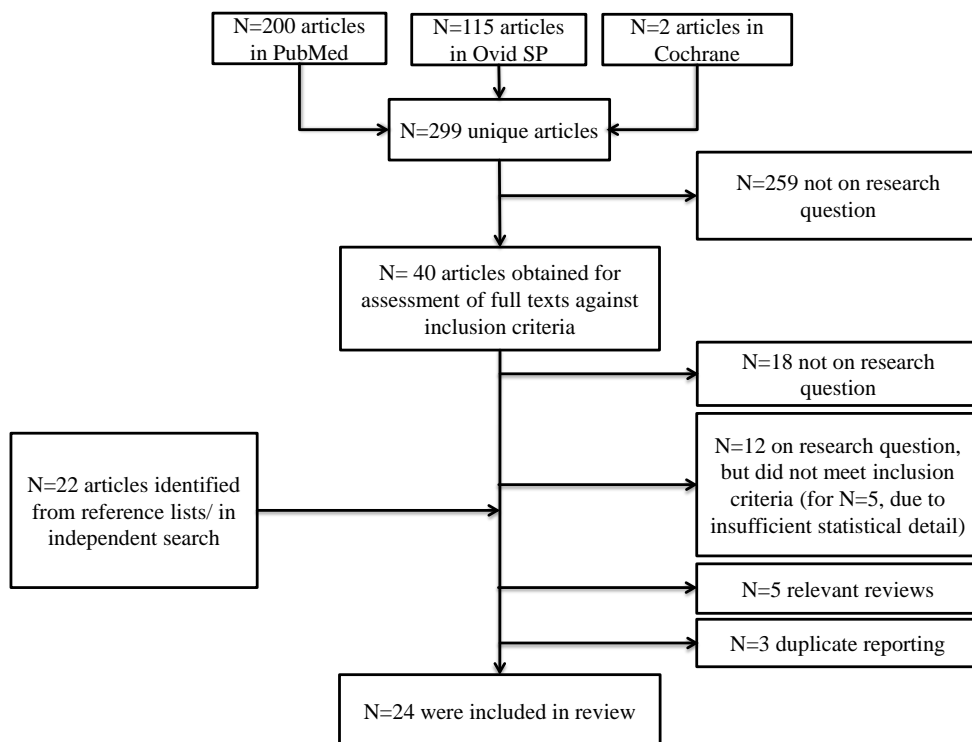 N=200 articles
in PubMed
N=115 articles
in Ovid SP
N=2 articles in
Cochrane
N=299 unique articles
N=259 not on research
question
N= 40 articles obtained for
assessment of full texts against
inclusion criteria
N=18 not on research
question
N=22 articles identified
from reference lists/ in
independent search
N=12 on research question,
but did not meet inclusion
criteria (for N=5, due to
insufficient statistical detail)
N=5 relevant reviews
N=3 duplicate reporting
N=24 were included in review